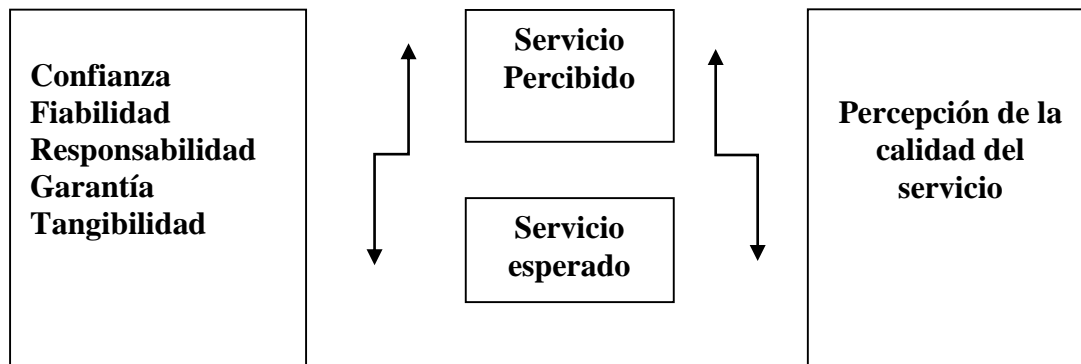 Confianza
Fiabilidad
Responsabilidad
Garantía
Tangibilidad
Servicio
Percibido
Servicio
esperado
Percepción de la
calidad del
servicio